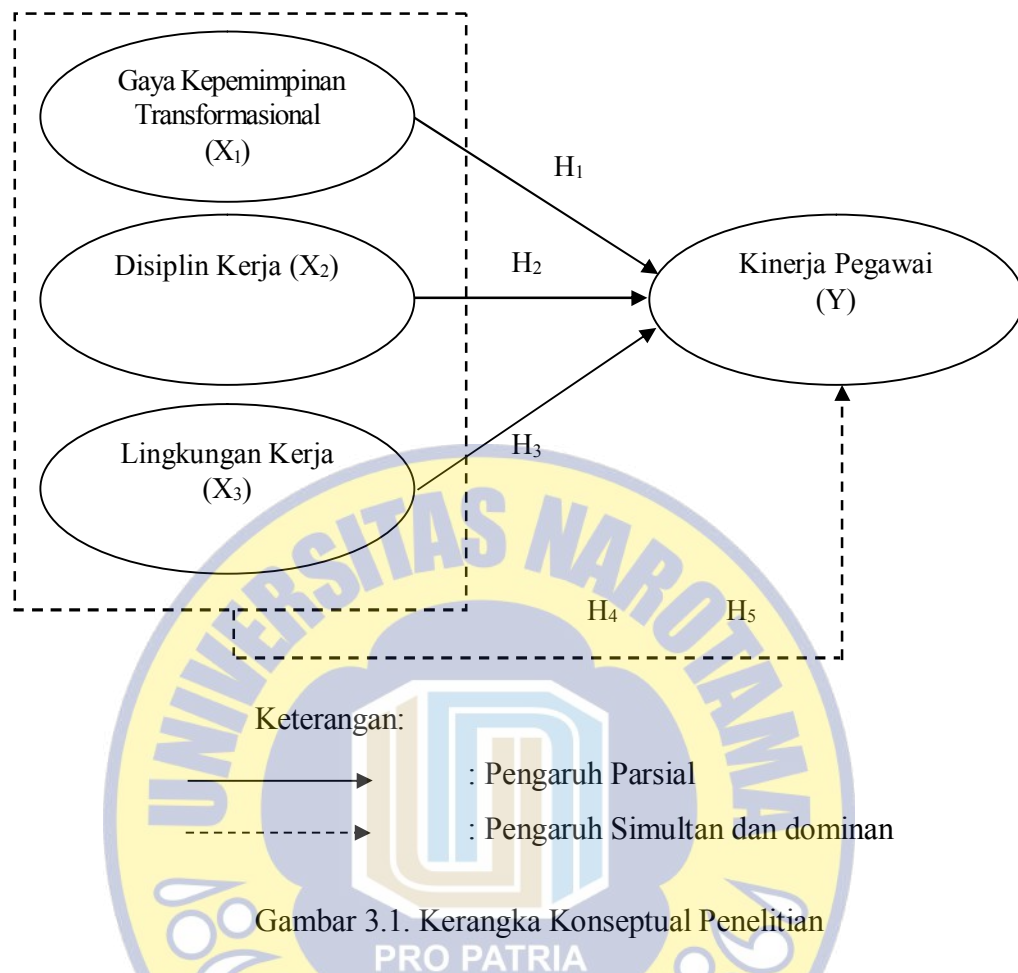 Gaya Kepemimpinan
Transformasional
(X₁)
H₁
Disiplin Kerja (X₂)
H₂
Kinerja Pegawai
(Y)
Lingkungan Kerja
(X₃)
H₃
H₄ H₅
UNIVERSITAS NAROTAMA
Keterangan:
: Pengaruh Parsial
: Pengaruh Simultan dan dominan
Gambar 3.1. Kerangka Konseptual Penelitian
PRO PATRIA